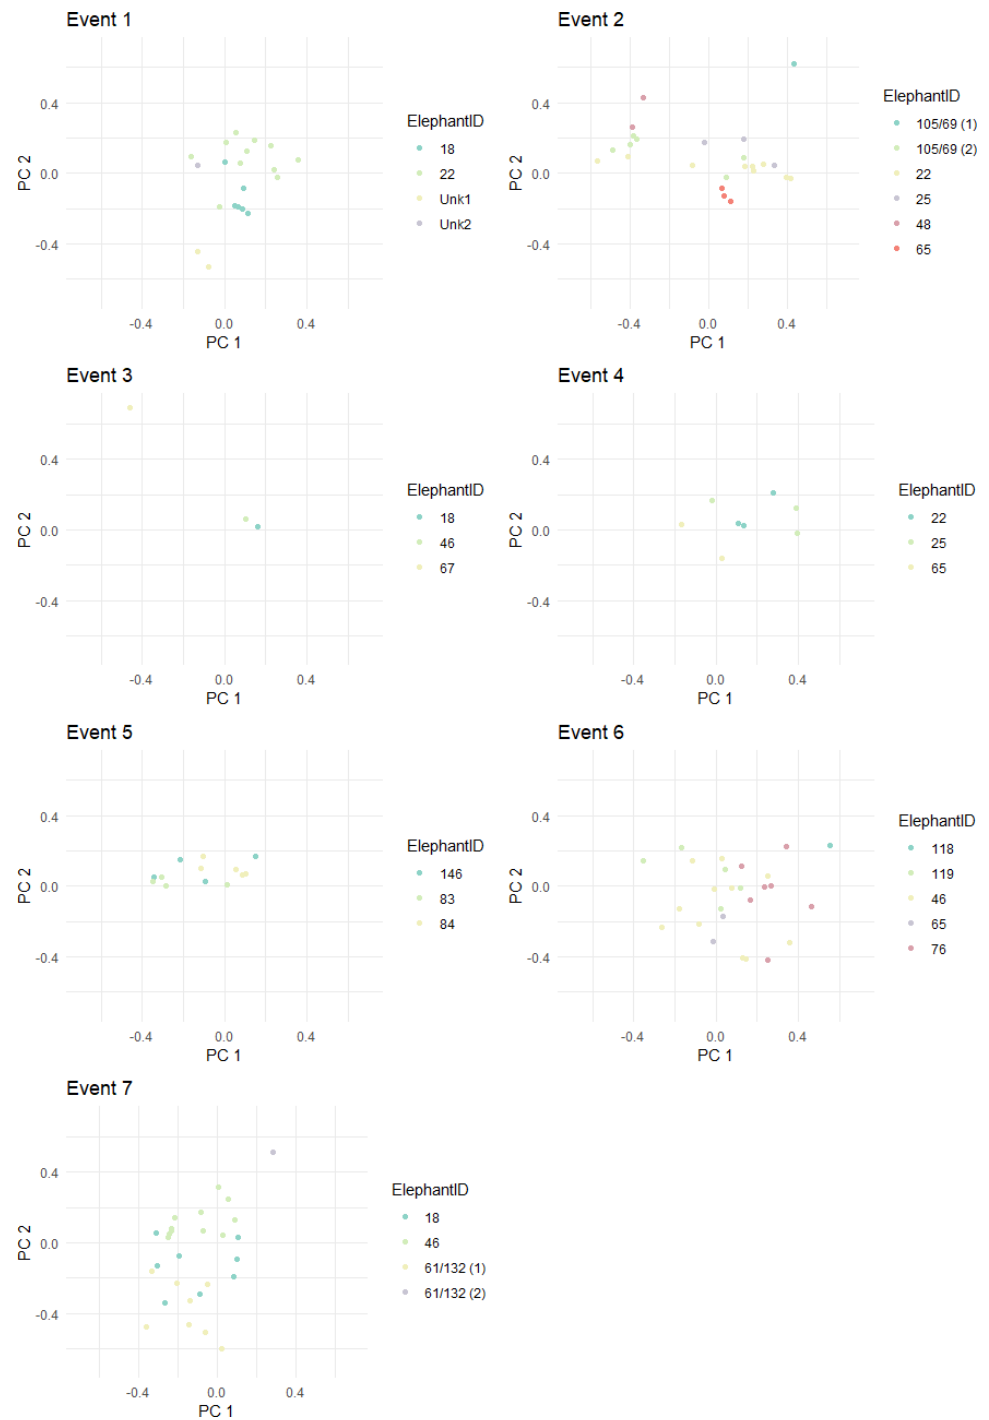 Event 1
0.4
0.0
-0.4
PC 2
-0.4 0.0 0.4
PC 1
ElephantID
18
22
Unk1
Unk2
Event 2
0.4
0.0
-0.4
PC 2
-0.4 0.0 0.4
PC 1
ElephantID
105/69 (1)
105/69 (2)
22
25
48
65
Event 3
0.4
0.0
-0.4
PC 2
-0.4 0.0 0.4
PC 1
ElephantID
18
46
67
Event 4
0.4
0.0
-0.4
PC 2
-0.4 0.0 0.4
PC 1
ElephantID
22
25
65
Event 5
0.4
0.0
-0.4
PC 2
-0.4 0.0 0.4
PC 1
ElephantID
146
83
84
Event 6
0.4
0.0
-0.4
PC 2
-0.4 0.0 0.4
PC 1
ElephantID
118
119
46
65
76
Event 7
0.4
0.0
-0.4
PC 2
-0.4 0.0 0.4
PC 1
ElephantID
18
46
61/132 (1)
61/132 (2)